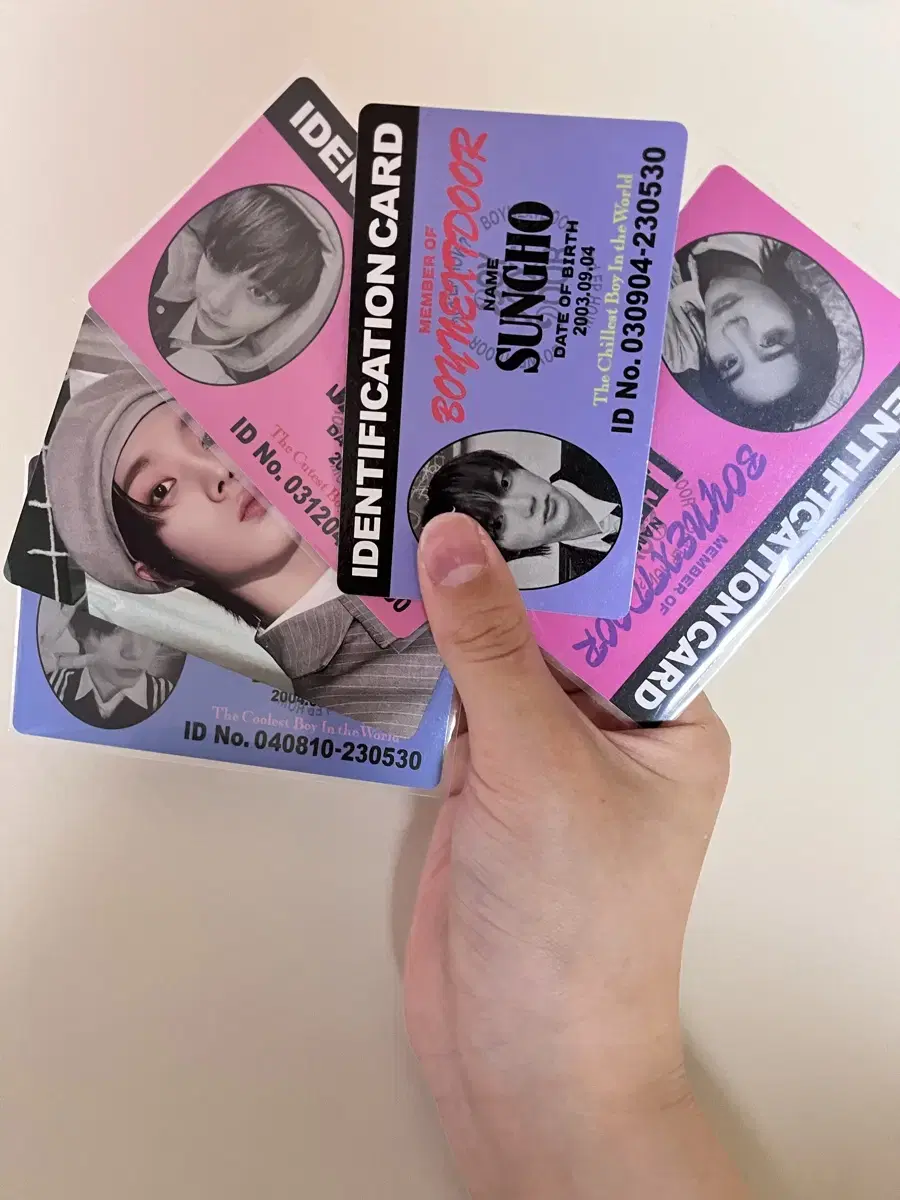 IDENTIFICATION CARD
MEMBER OF
BOYNEXTDOOR
NAME
SUNGHO
DATE OF BIRTH
2003.09.04
The Chillest Boy In the World
ID No. 030904-230530
IDEN
The Cutest B
ID No. 03120
The Coolest Boy In the World
ID No. 040810-230530
ENTIFICATION CARD
MEMBER OF
BOYNEXTDOOR